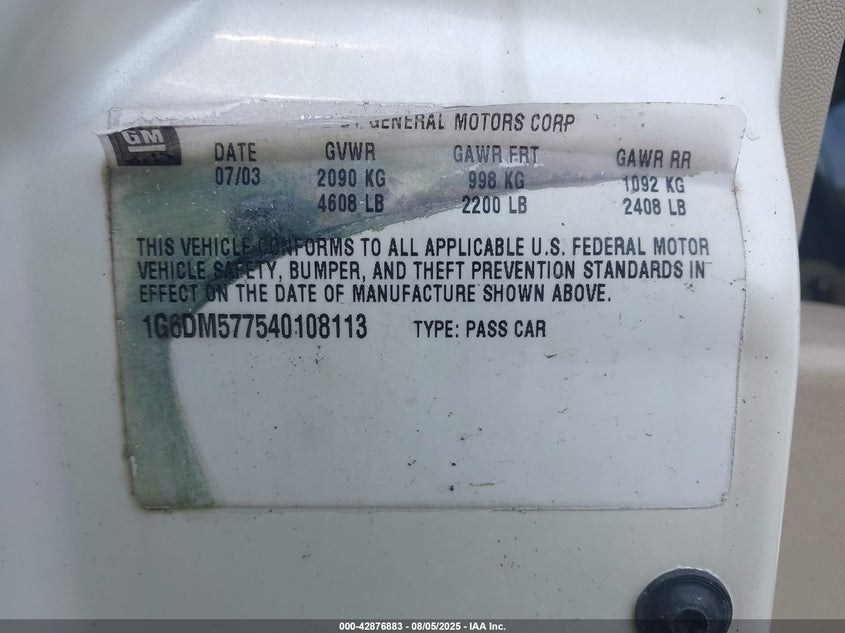 GM
GENERAL MOTORS CORP
DATE GVWR GAWR FRT GAWR RR
07/03 2090 KG 998 KG 1092 KG
4608 LB 2200 LB 2408 LB
THIS VEHICLE CONFORMS TO ALL APPLICABLE U.S. FEDERAL MOTOR
VEHICLE SAFETY, BUMPER, AND THEFT PREVENTION STANDARDS IN
EFFECT ON THE DATE OF MANUFACTURE SHOWN ABOVE.
1G6DM577540108113 TYPE: PASS CAR
000-42876883 - 08/05/2025 - IAA Inc.